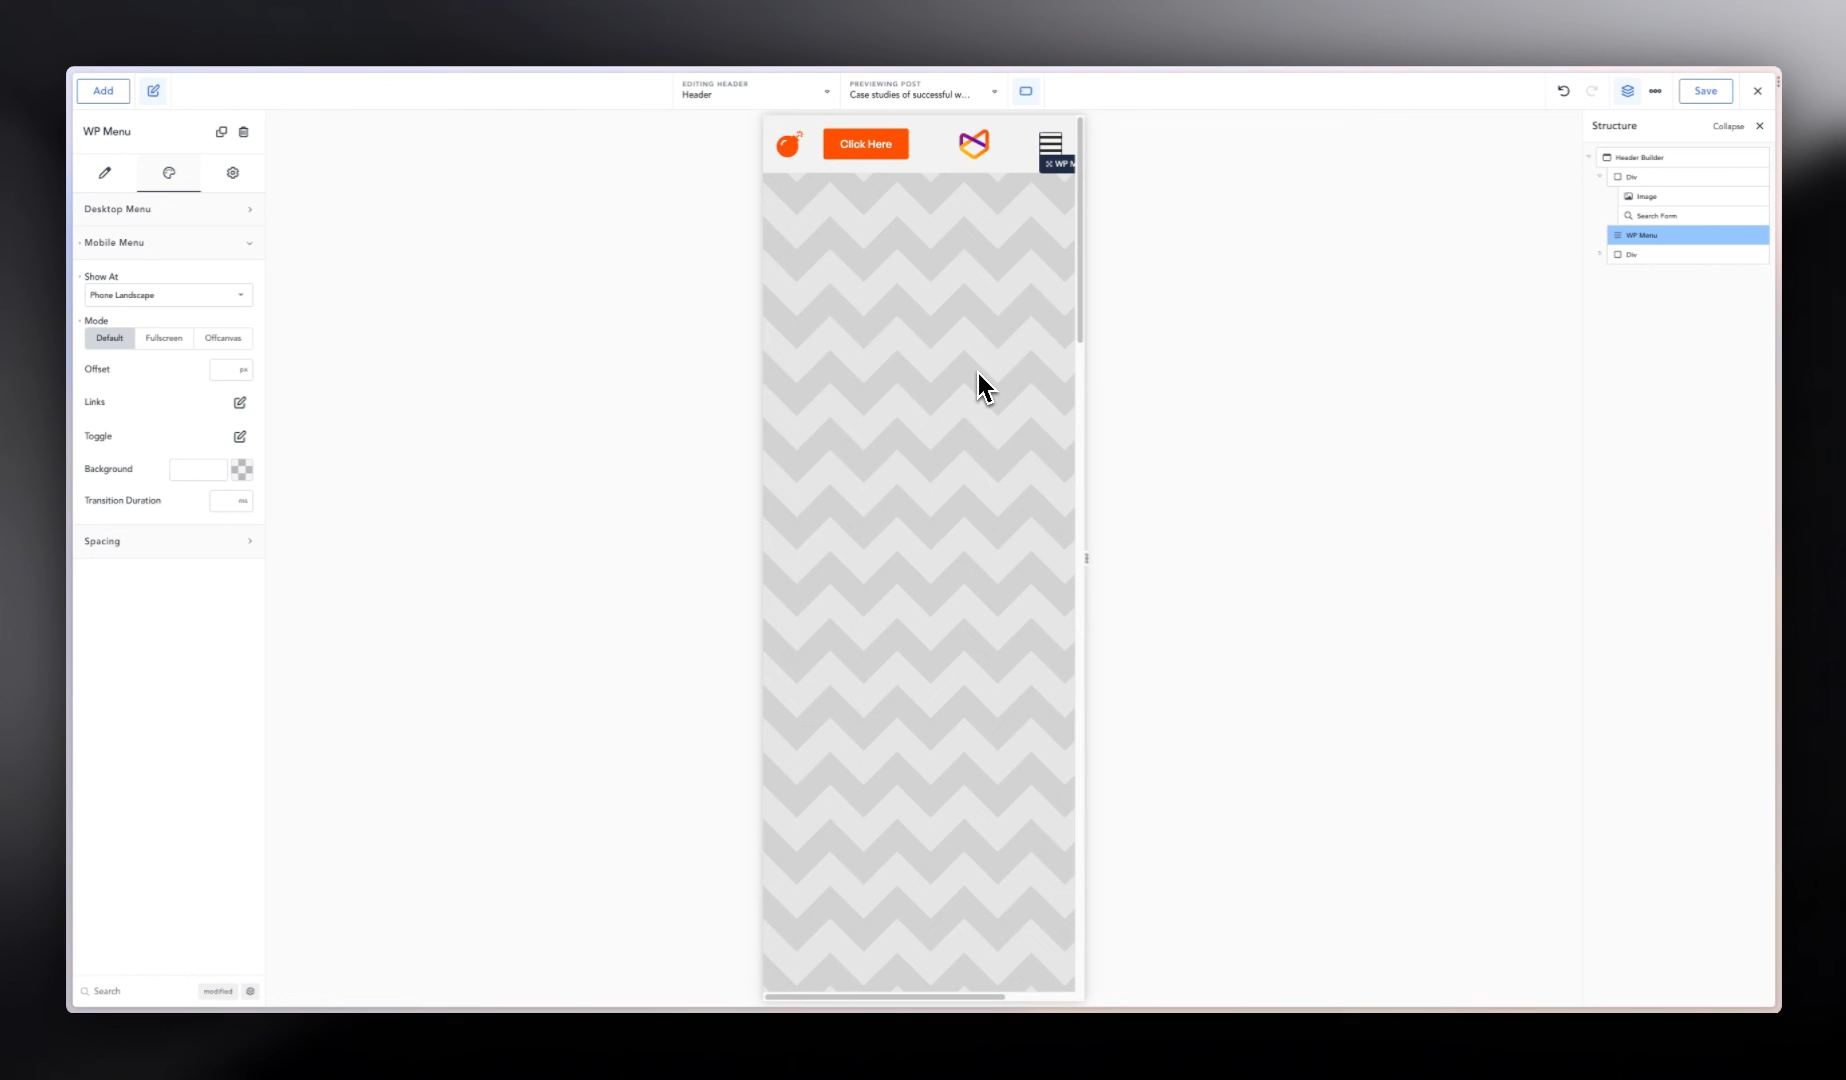 Add
EDITING HEADER
Header
PREVIEWING POST
Case studies of successful w...
Save
WP Menu
Desktop Menu
Mobile Menu
Show At
Phone Landscape
Mode
Default
Fullscreen
Offcanvas
Offset
px
Links
Toggle
Background
Transition Duration
ms
Spacing
Search
modified
Click Here
WP M
Structure
Collapse
Header Builder
Div
Image
Search Form
WP Menu
Div